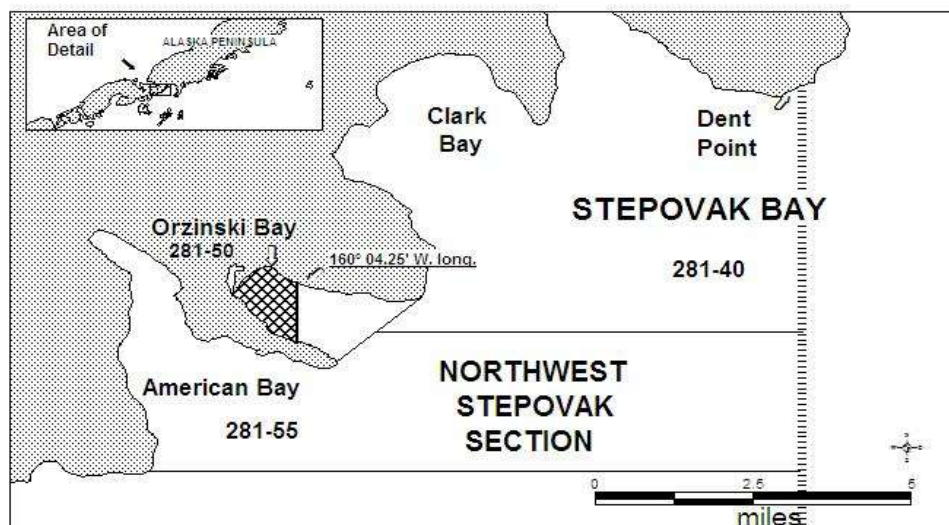 Area of
Detail
ALASKA PENINSULA
Clark
Bay
Dent
Point
STEPOVAK BAY
281-40
Orzinski Bay
281-50
160° 04.25' W. long.
American Bay
281-55
NORTHWEST
STEPOVAK
SECTION
0 2.5 5
miles